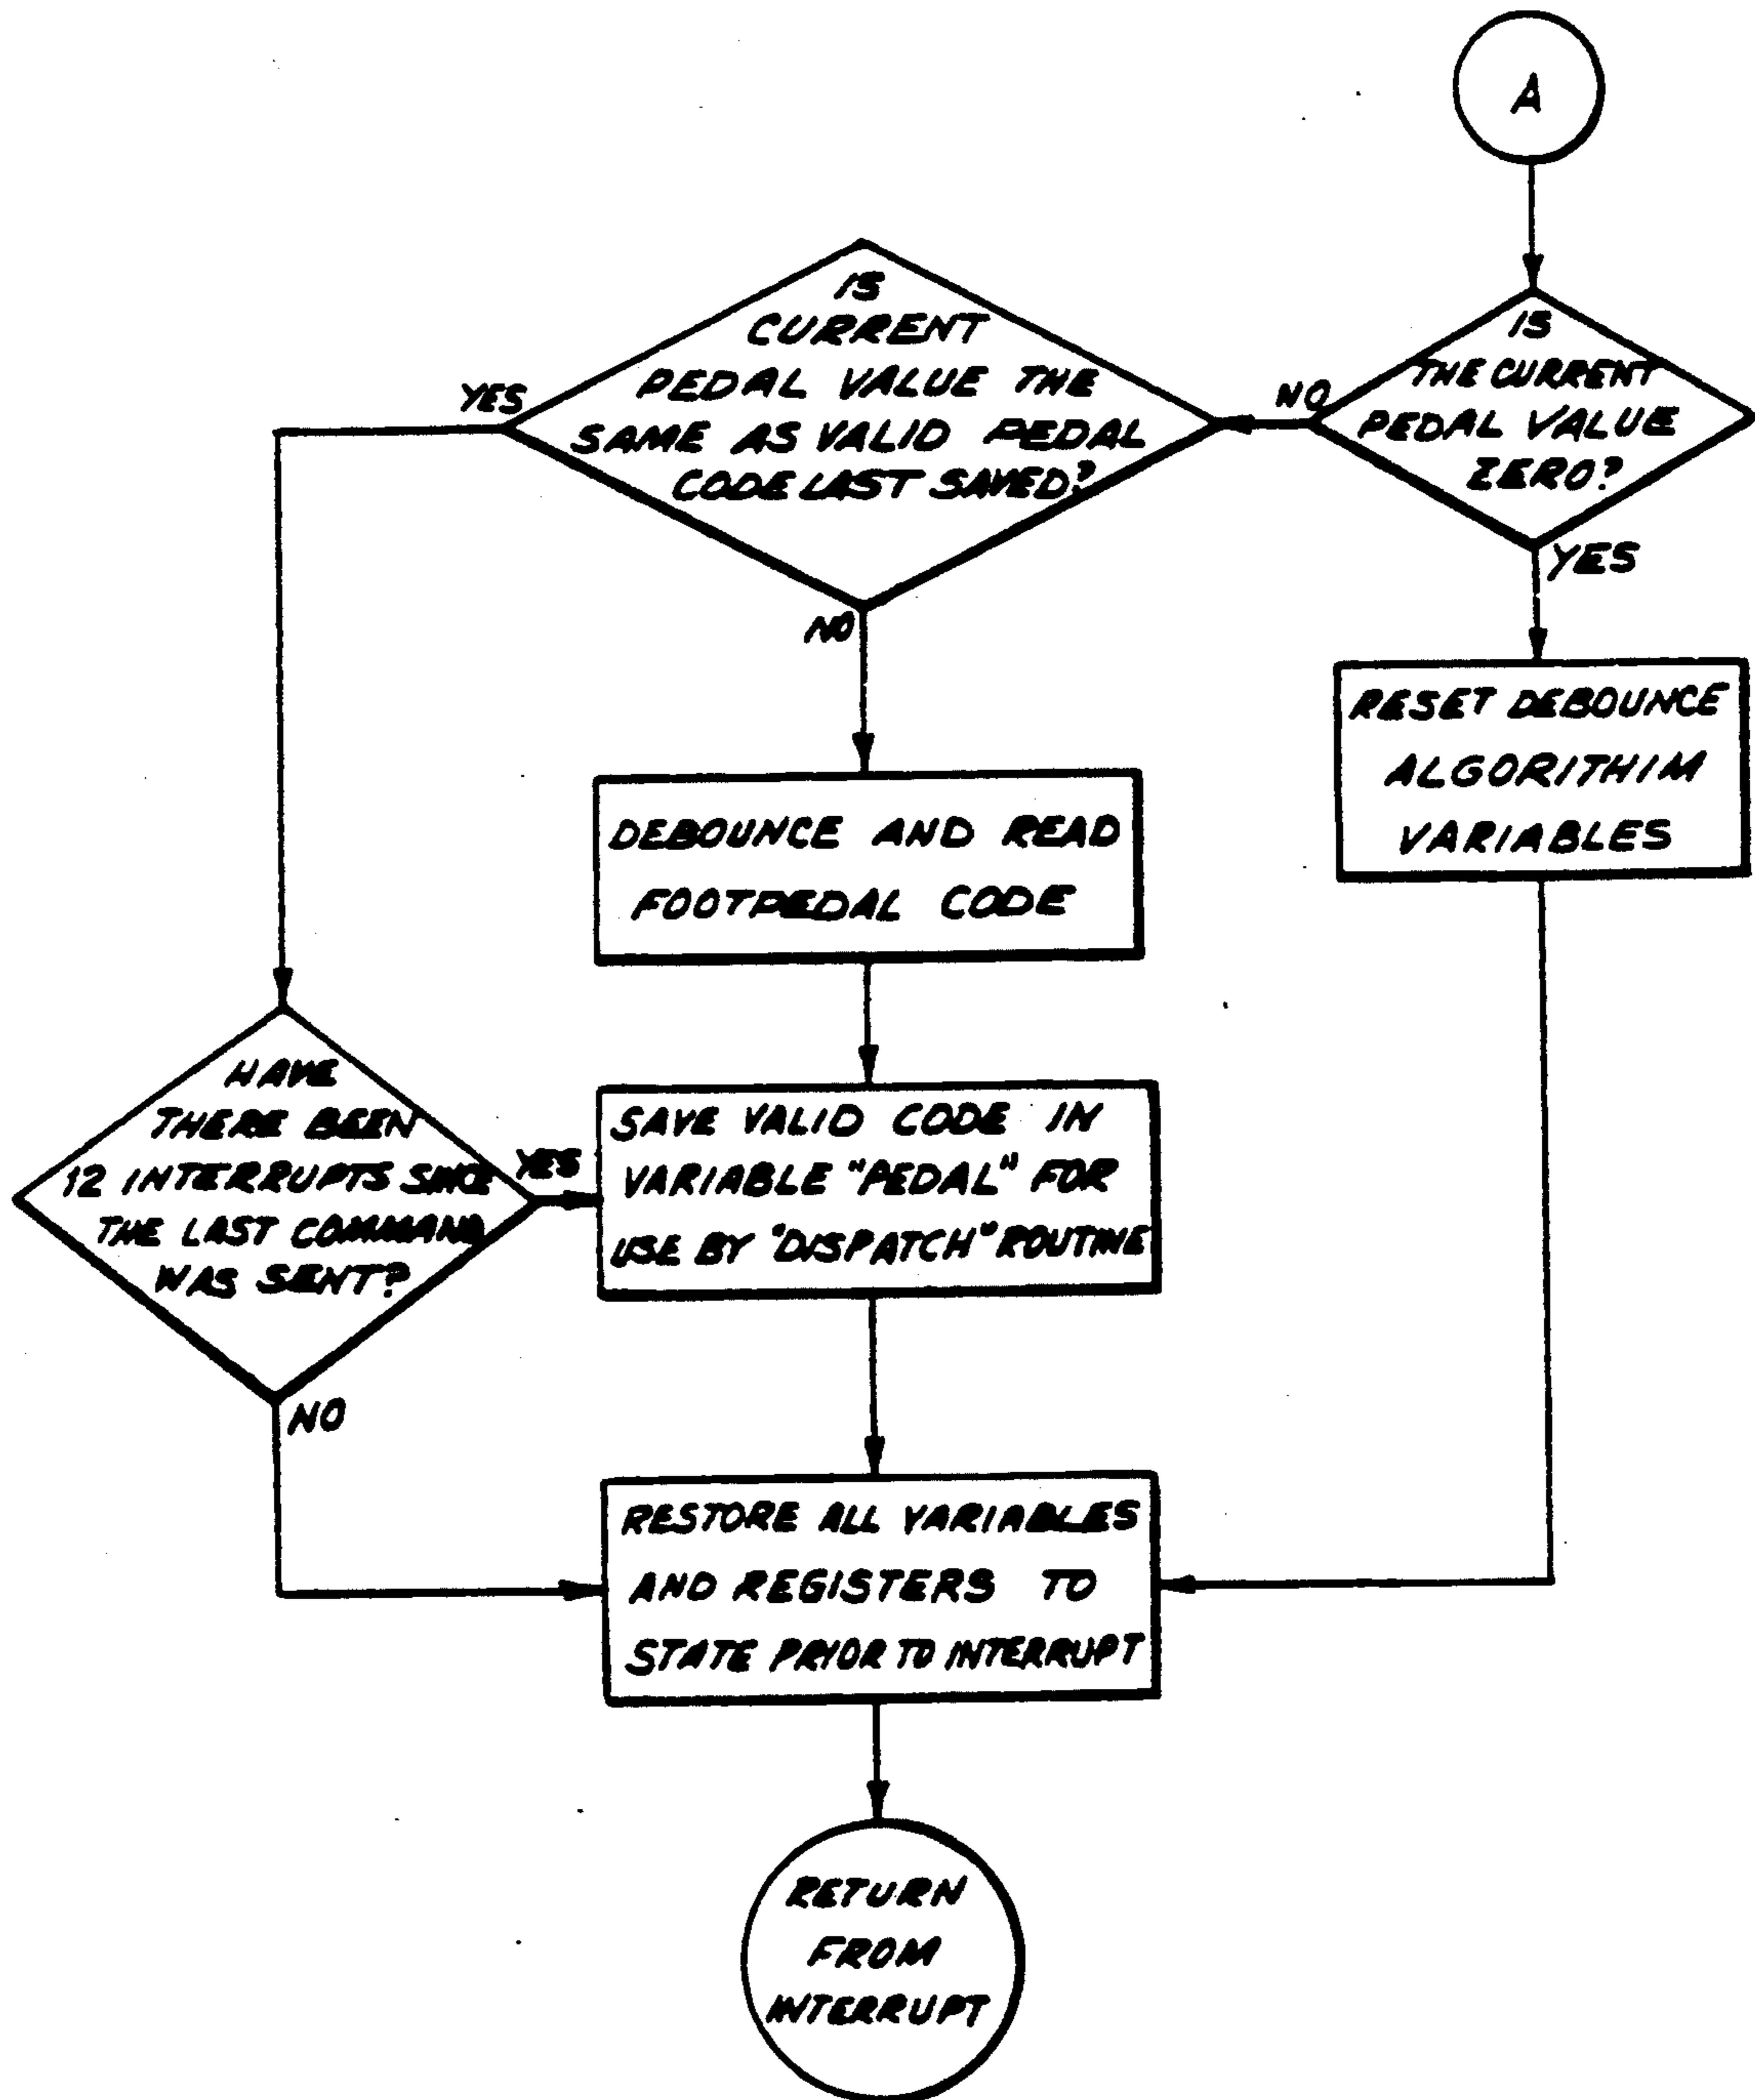 A
IS
THE CURRENT
PEDAL VALUE
ZERO?
NO
YES
IS
CURRENT
PEDAL VALUE THE
SAME AS VALID PEDAL
CODE LAST SAVED?
YES
NO
RESET DEBOUNCE
ALGORITHIM
VARIABLES
DEBOUNCE AND READ
FOOTPEDAL CODE
HAVE
THERE BEEN
12 INTERRUPTS SINCE
THE LAST COMMAND
WAS SENT?
YES
NO
SAVE VALID CODE IN
VARIABLE "PEDAL" FOR
USE BY "DISPATCH" ROUTINE
RESTORE ALL VARIABLES
AND REGISTERS TO
STATE PRIOR TO INTERRUPT
RETURN
FROM
INTERRUPT